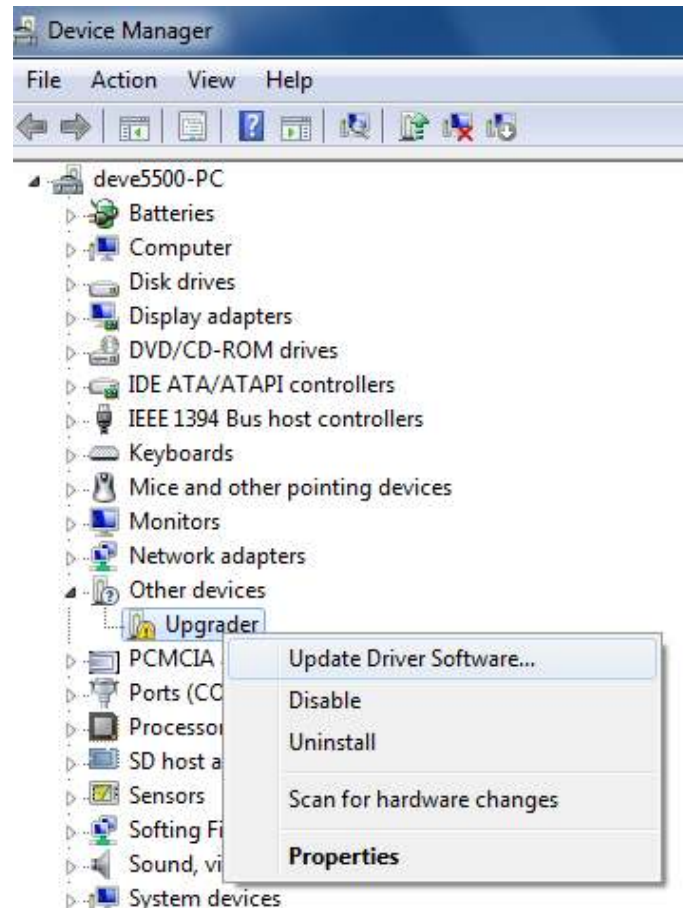 Device Manager
File Action View Help
deve5500-PC
Batteries
Computer
Disk drives
Display adapters
DVD/CD-ROM drives
IDE ATA/ATAPI controllers
IEEE 1394 Bus host controllers
Keyboards
Mice and other pointing devices
Monitors
Network adapters
Other devices
Upgrader
PCMCIA
Update Driver Software...
Ports (CO
Disable
Processor
Uninstall
SD host a
Sensors
Scan for hardware changes
Softing Fi
Sound, vi
Properties
System devices